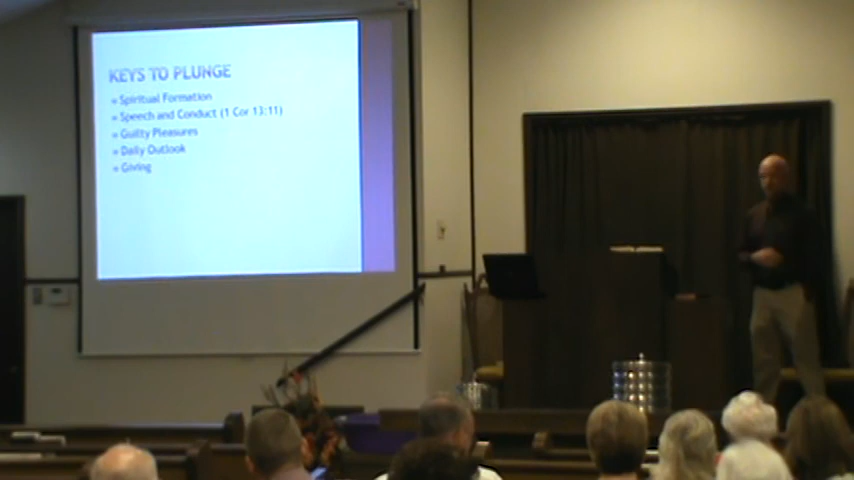 KEYS TO PLUNGE
Spiritual Formation
Speech and Conduct (1 Cor 13:11)
Guilty Pleasures
Daily Outlook
Giving